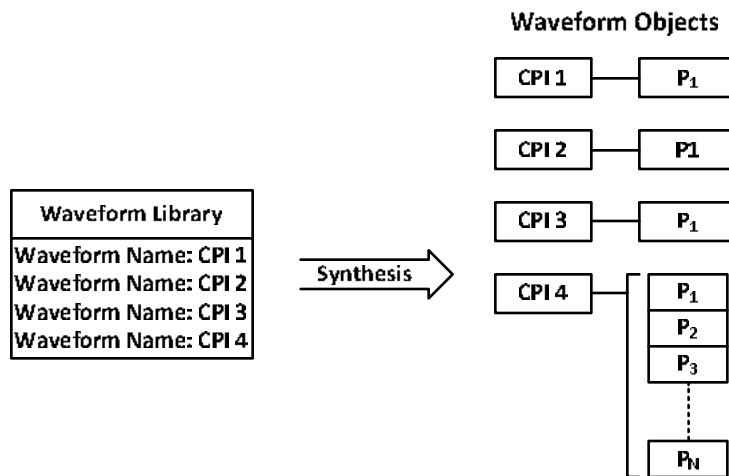 Waveform Objects
CPI 1
P₁
CPI 2
P1
CPI 3
P₁
CPI 4
P₁
P₂
P₃
P_N
Waveform Library
Waveform Name: CPI 1
Waveform Name: CPI 2
Waveform Name: CPI 3
Waveform Name: CPI 4
Synthesis